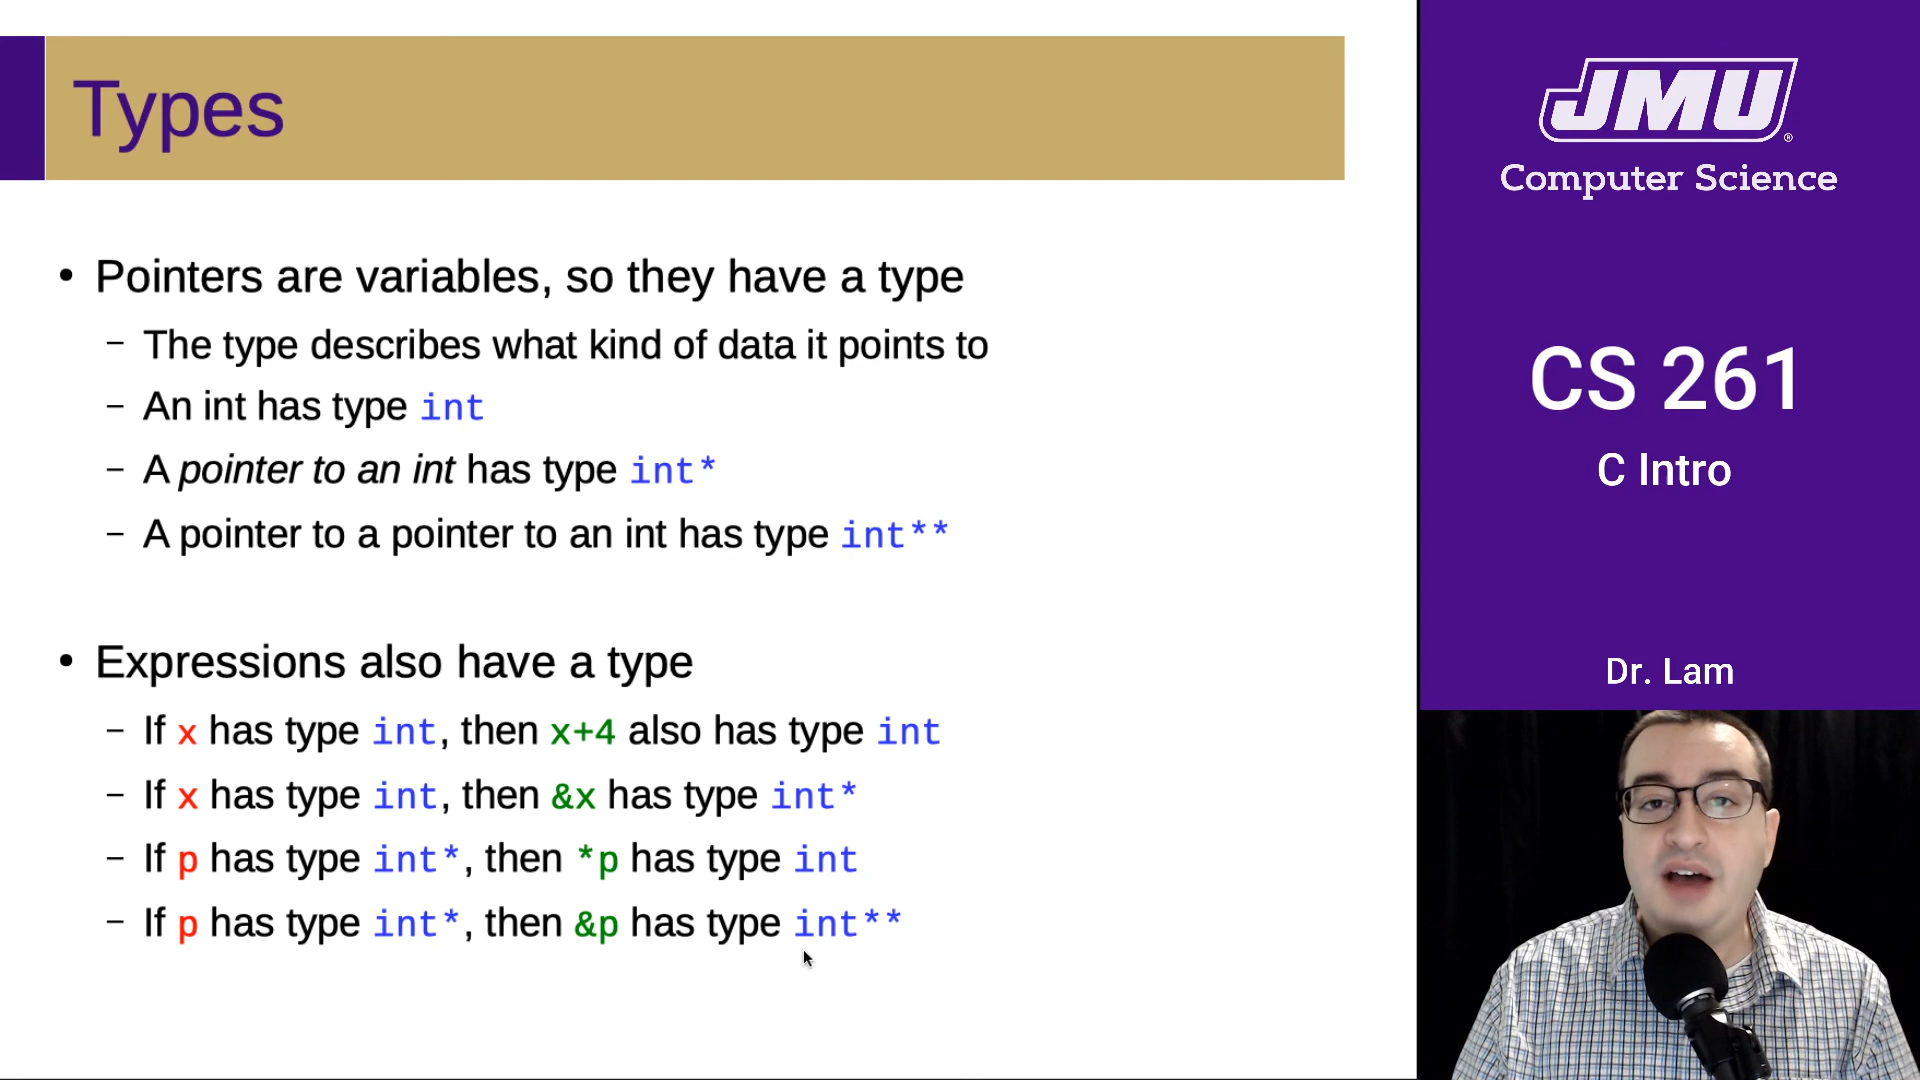 Types
• Pointers are variables, so they have a type
– The type describes what kind of data it points to
– An int has type int
– A pointer to an int has type int*
– A pointer to a pointer to an int has type int**
• Expressions also have a type
– If x has type int, then x+4 also has type int
– If x has type int, then &x has type int*
– If p has type int*, then *p has type int
– If p has type int*, then &p has type int**
JMU®
Computer Science
CS 261
C Intro
Dr. Lam